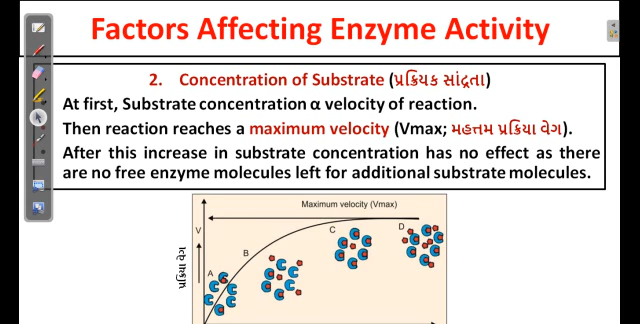 Factors Affecting Enzyme Activity
2. Concentration of Substrate (પ્રક્રિયક સાંદ્રતા)
At first, Substrate concentration α velocity of reaction.
Then reaction reaches a maximum velocity (Vmax; મહત્તમ પ્રક્રિયા વેગ).
After this increase in substrate concentration has no effect as there
are no free enzyme molecules left for additional substrate molecules.
Maximum velocity (Vmax)
V
C
D
B
A
પ્રક્રિયા વેગ